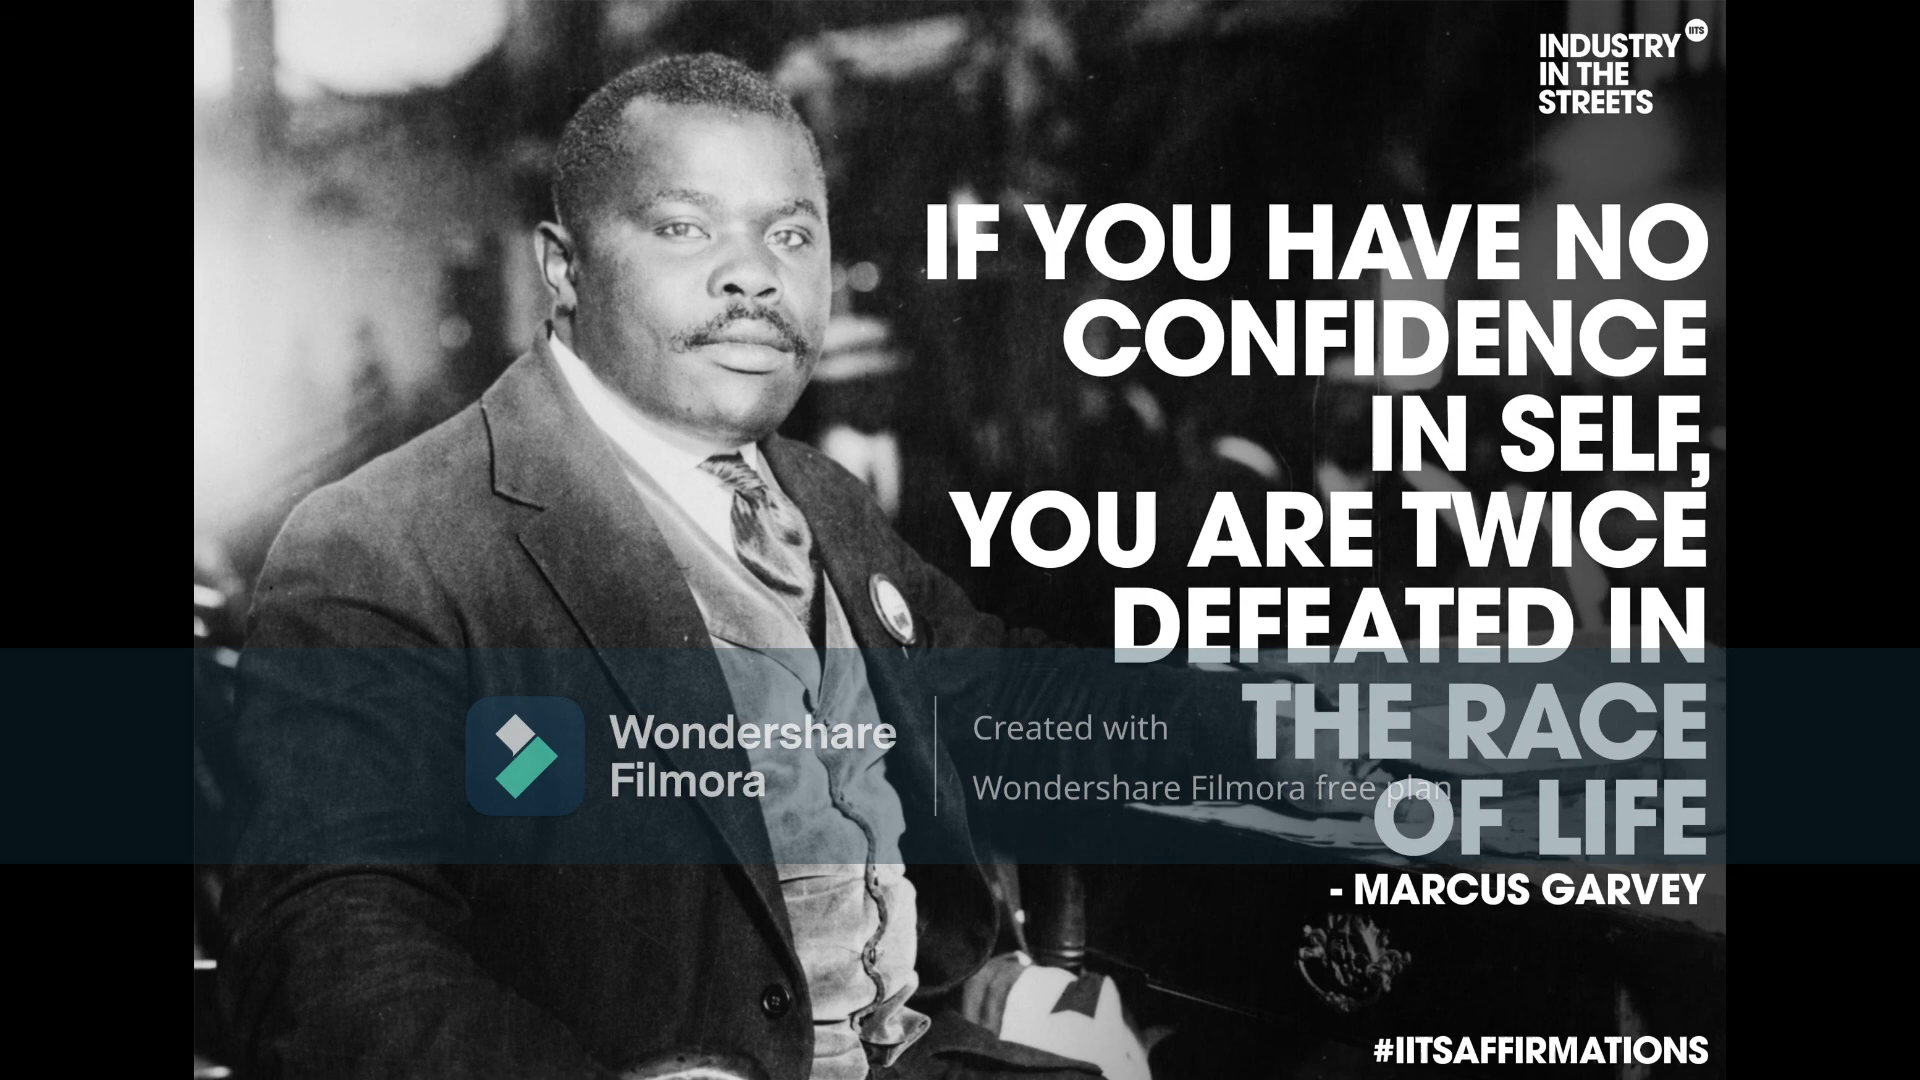 IITS
INDUSTRY
IN THE
STREETS
IF YOU HAVE NO
CONFIDENCE
IN SELF,
YOU ARE TWICE
DEFEATED IN
THE RACE
OF LIFE
- MARCUS GARVEY
Wondershare
Filmora
Created with
Wondershare Filmora free plan
#IITSAFFIRMATIONS